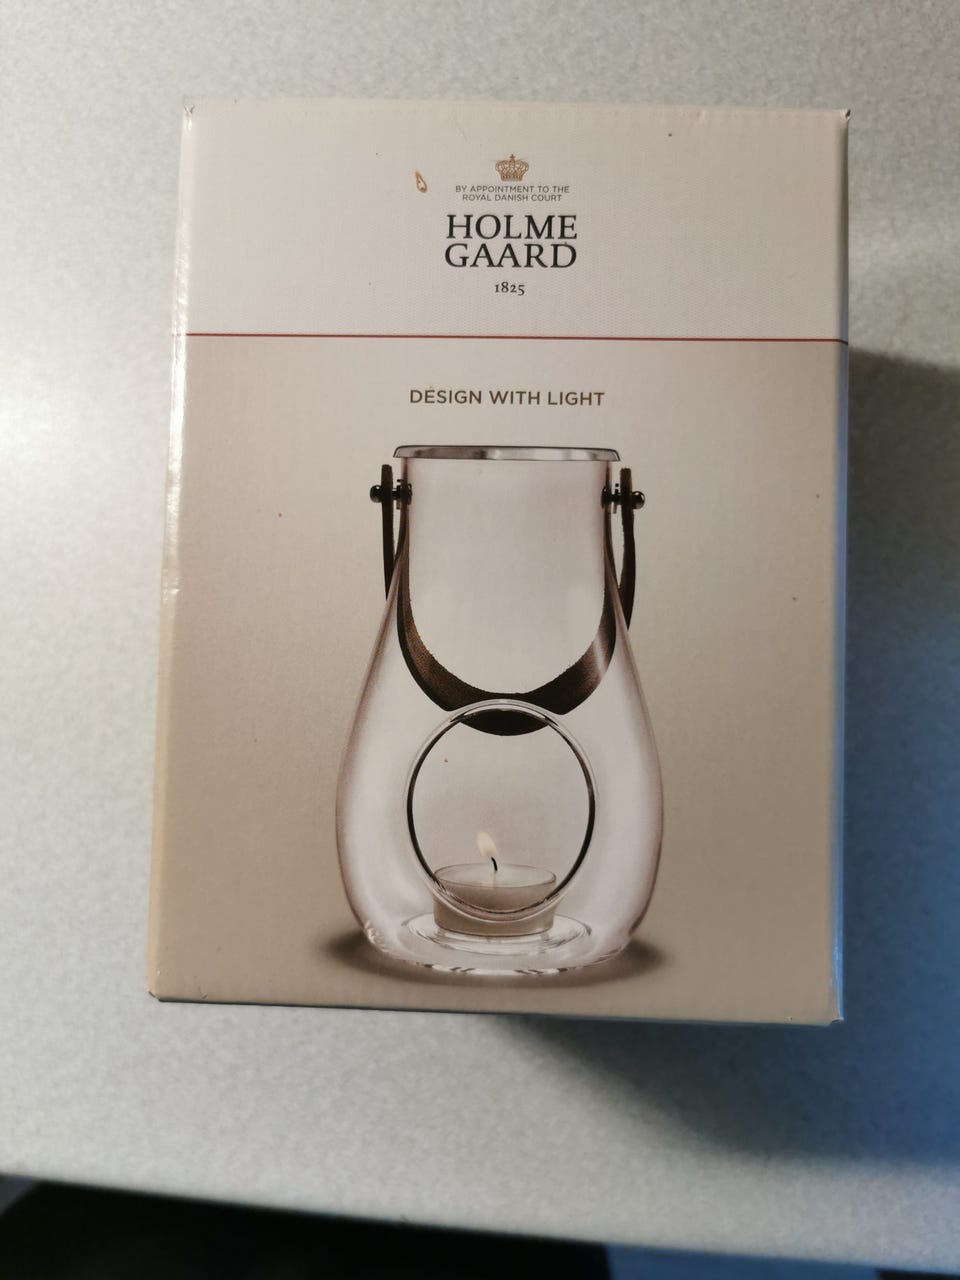 BY APPOINTMENT TO THE
ROYAL DANISH COURT
HOLME
GAARD
1825
DESIGN WITH LIGHT